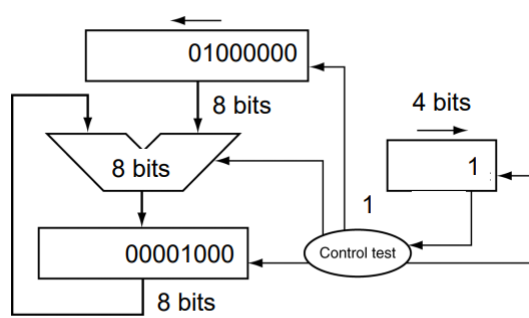 01000000
8 bits
4 bits
8 bits
1
1
Control test
00001000
8 bits